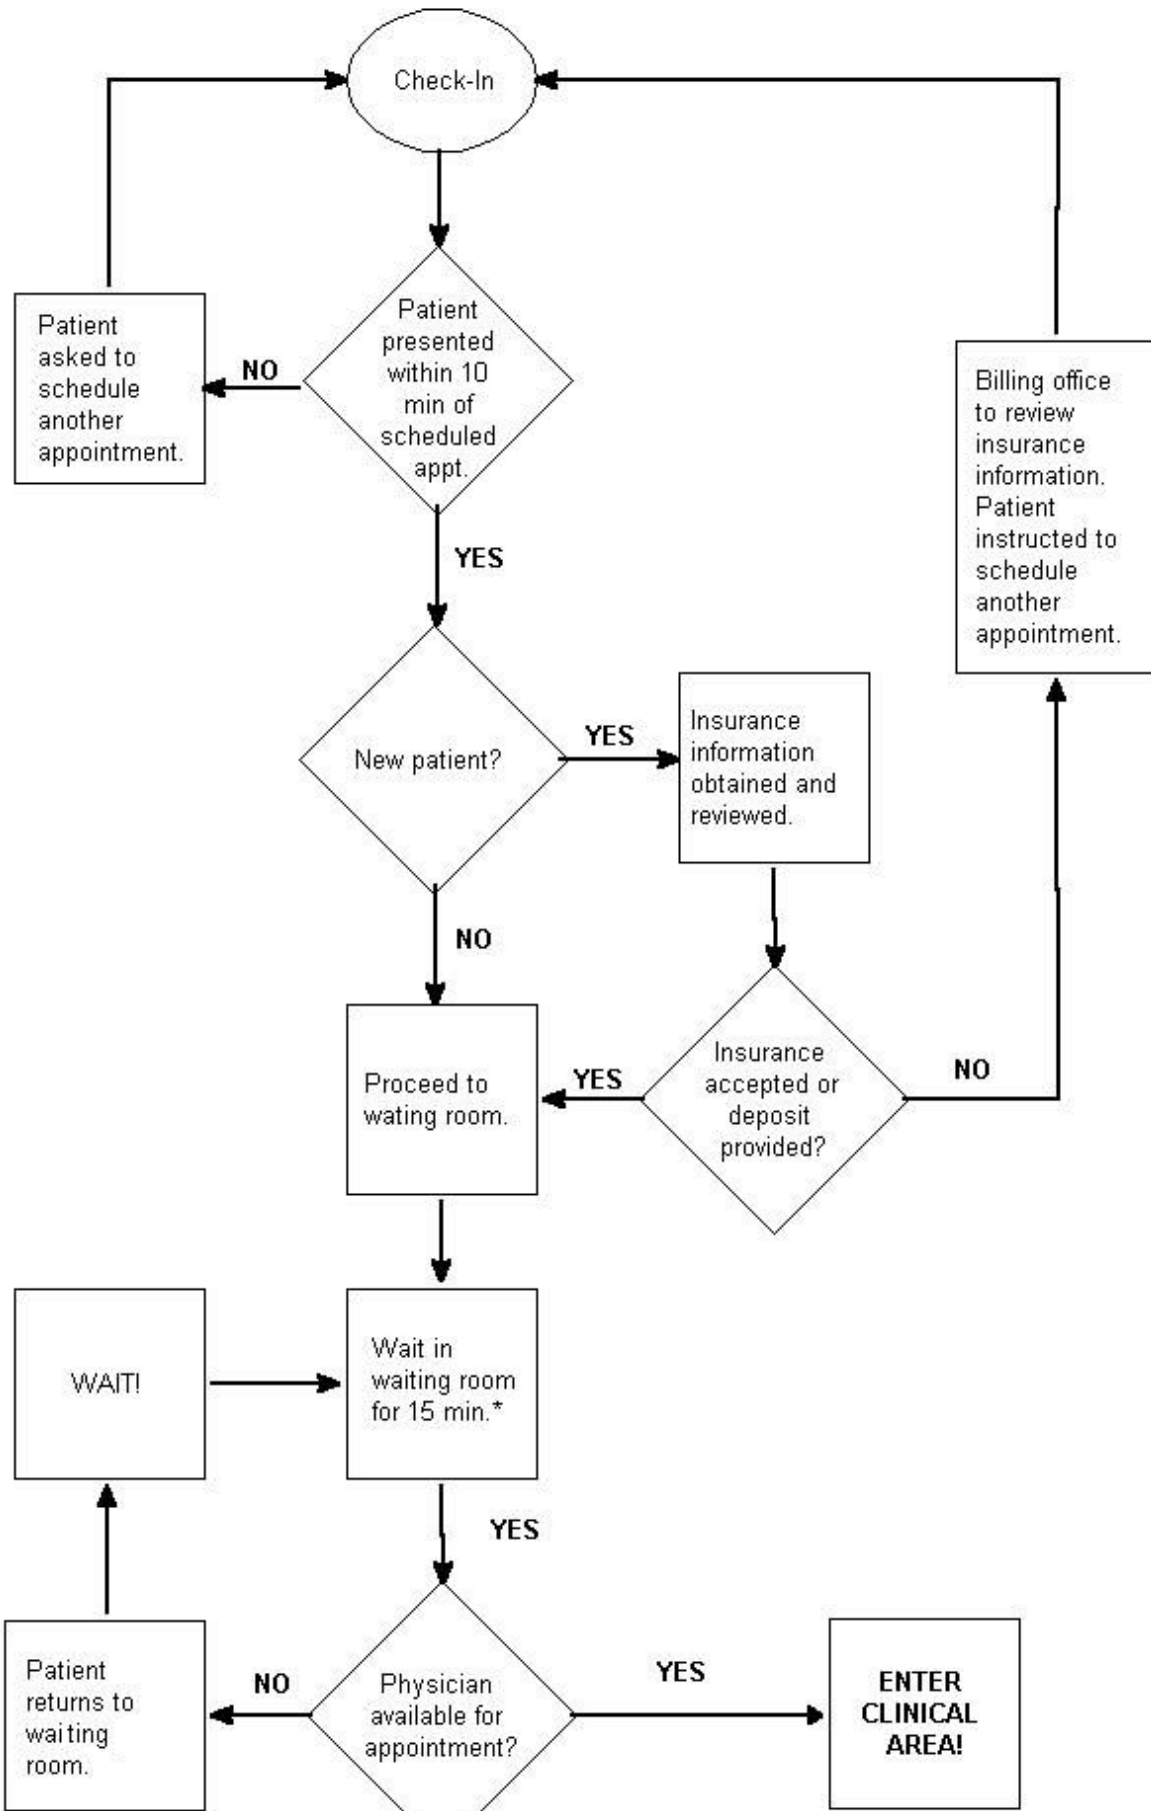 Check-In
Patient
presented
within 10
min of
scheduled
appt.
NO
Patient
asked to
schedule
another
appointment.
Billing office
to review
insurance
information.
Patient
instructed to
schedule
another
appointment.
YES
New patient?
YES
Insurance
information
obtained and
reviewed.
NO
Proceed to
wating room.
YES
Insurance
accepted or
deposit
provided?
NO
WAIT!
Wait in
waiting room
for 15 min.*
YES
Patient
returns to
waiting
room.
NO
Physician
available for
appointment?
YES
ENTER
CLINICAL
AREA!